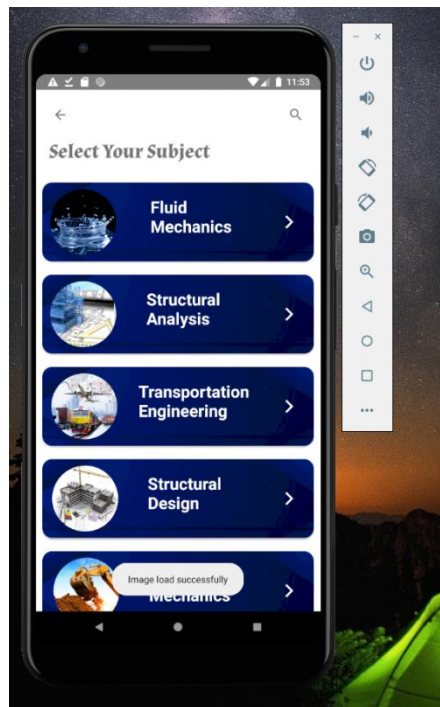 11:53
Select Your Subject
Fluid
Mechanics
Structural
Analysis
Transportation
Engineering
Structural
Design
Image load successfully
Mechanics